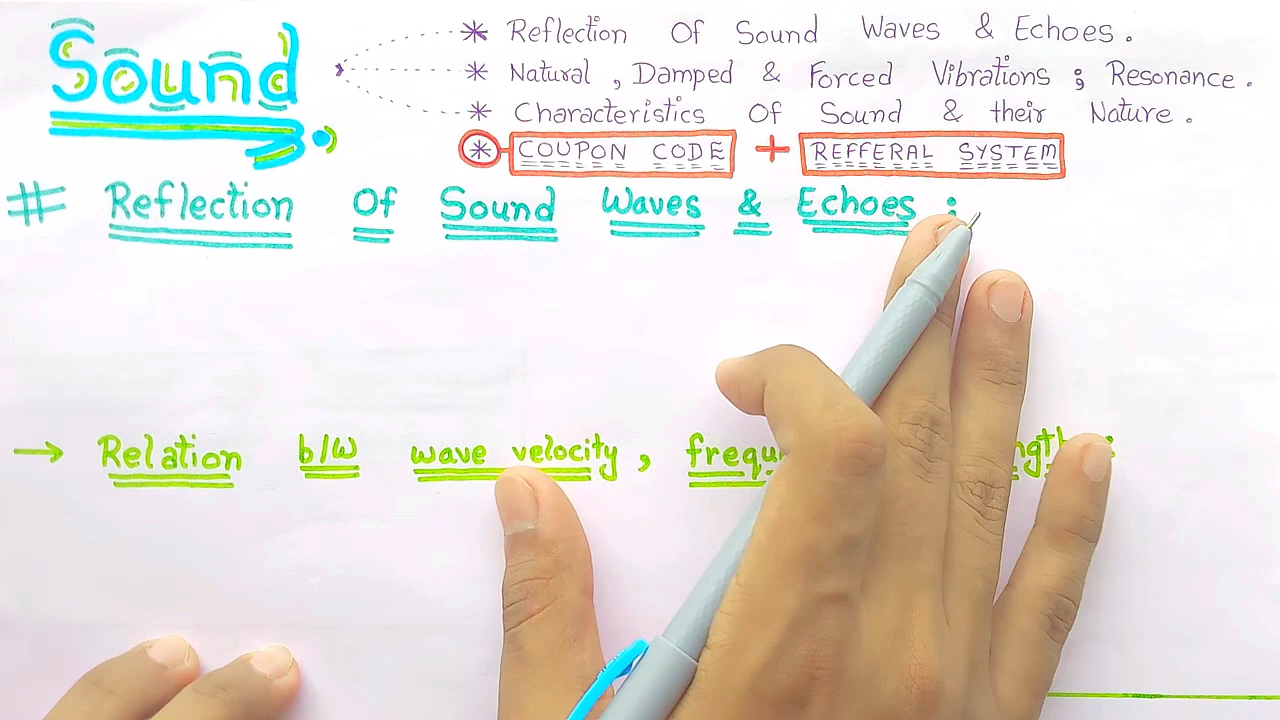 Sound
* Reflection Of Sound Waves & Echoes.
* Natural, Damped & Forced Vibrations ; Resonance.
* Characteristics Of Sound & their Nature.
* COUPON CODE + REFFERAL SYSTEM
# Reflection Of Sound Waves & Echoes :
→ Relation b/w wave velocity,